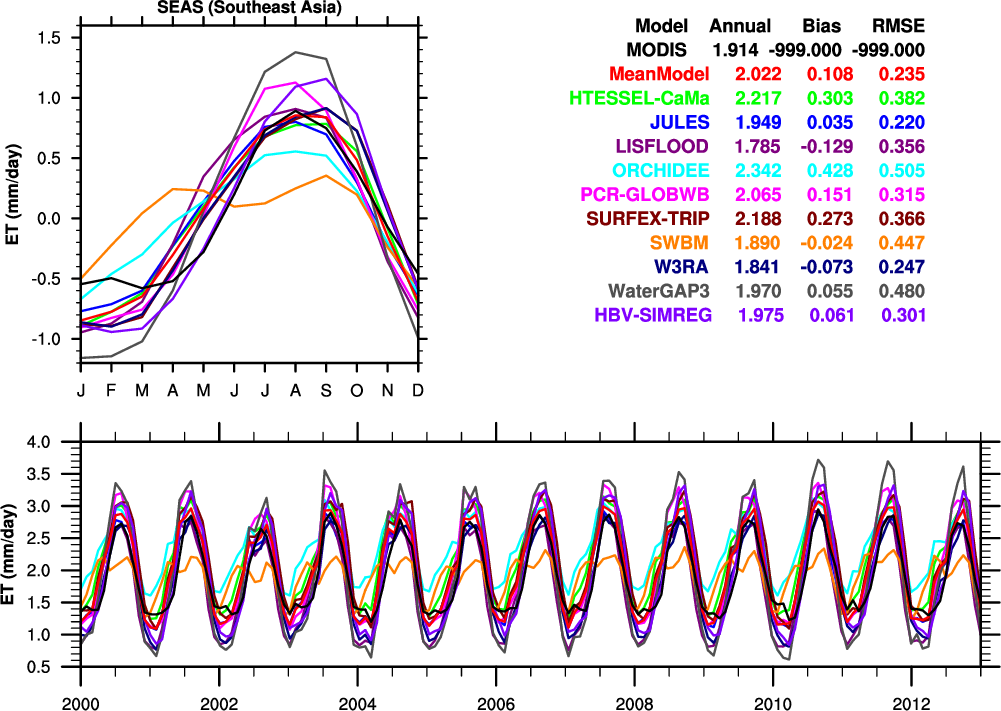 SEAS (Southeast Asia)
ET (mm/day)
1.5
1.0
0.5
0.0
-0.5
-1.0
J F M A M J J A S O N D
Model Annual Bias RMSE
MODIS 1.914 -999.000 -999.000
MeanModel 2.022 0.108 0.235
HTESSEL-CaMa 2.217 0.303 0.382
JULES 1.949 0.035 0.220
LISFLOOD 1.785 -0.129 0.356
ORCHIDEE 2.342 0.428 0.505
PCR-GLOBWB 2.065 0.151 0.315
SURFEX-TRIP 2.188 0.273 0.366
SWBM 1.890 -0.024 0.447
W3RA 1.841 -0.073 0.247
WaterGAP3 1.970 0.055 0.480
HBV-SIMREG 1.975 0.061 0.301
ET (mm/day)
4.0
3.5
3.0
2.5
2.0
1.5
1.0
0.5
2000 2002 2004 2006 2008 2010 2012